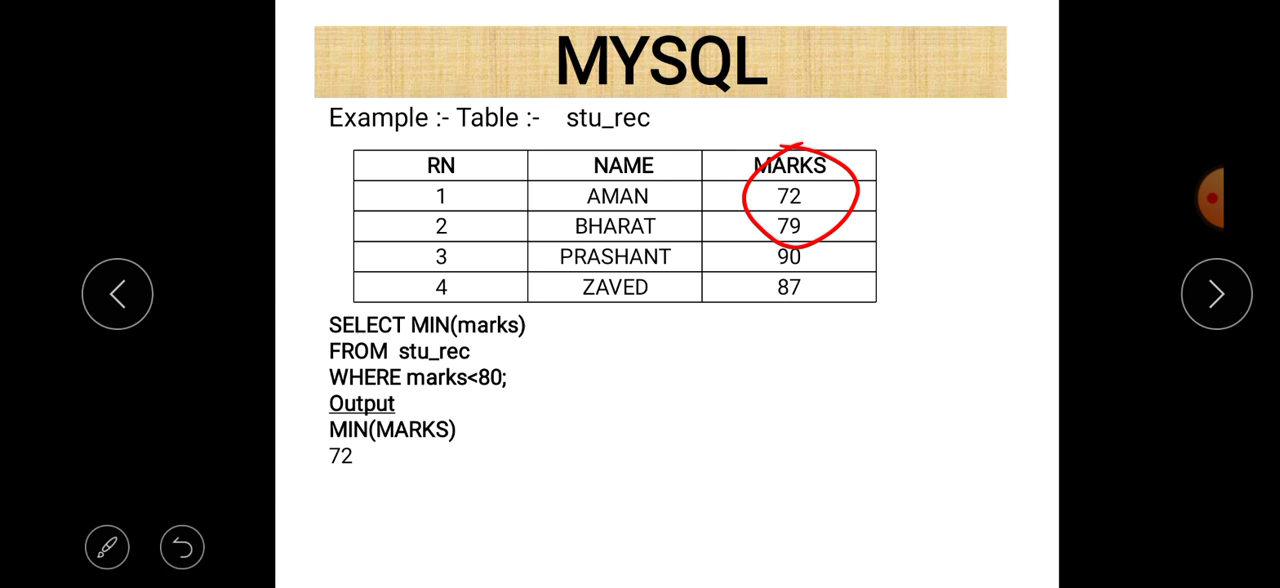 MYSQL
Example :- Table :- stu_rec
RN NAME MARKS
1 AMAN 72
2 BHARAT 79
3 PRASHANT 90
4 ZAVED 87
SELECT MIN(marks)
FROM stu_rec
WHERE marks<80;
Output
MIN(MARKS)
72